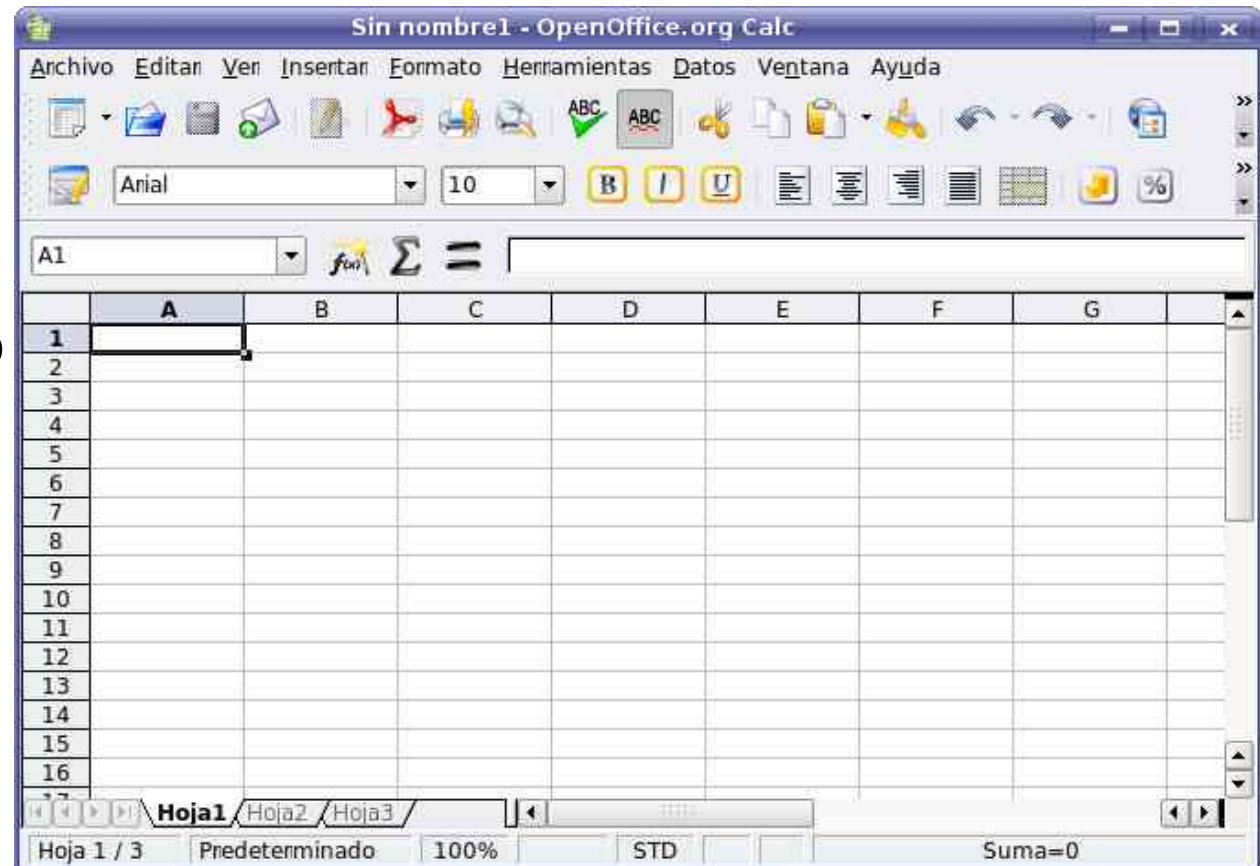 Sin nombre1 - OpenOffice.org Calc
Archivo Editar Ver Insertar Formato Herramientas Datos Ventana Ayuda
ABC ABC
Arial 10 B I U %
A1 f(x) Σ =
A B C D E F G
1
2
3
4
5
6
7
8
9
10
11
12
13
14
15
16
17
Hoja1 Hoja2 Hoja3
Hoja 1 / 3 Predeterminado 100% STD Suma=0